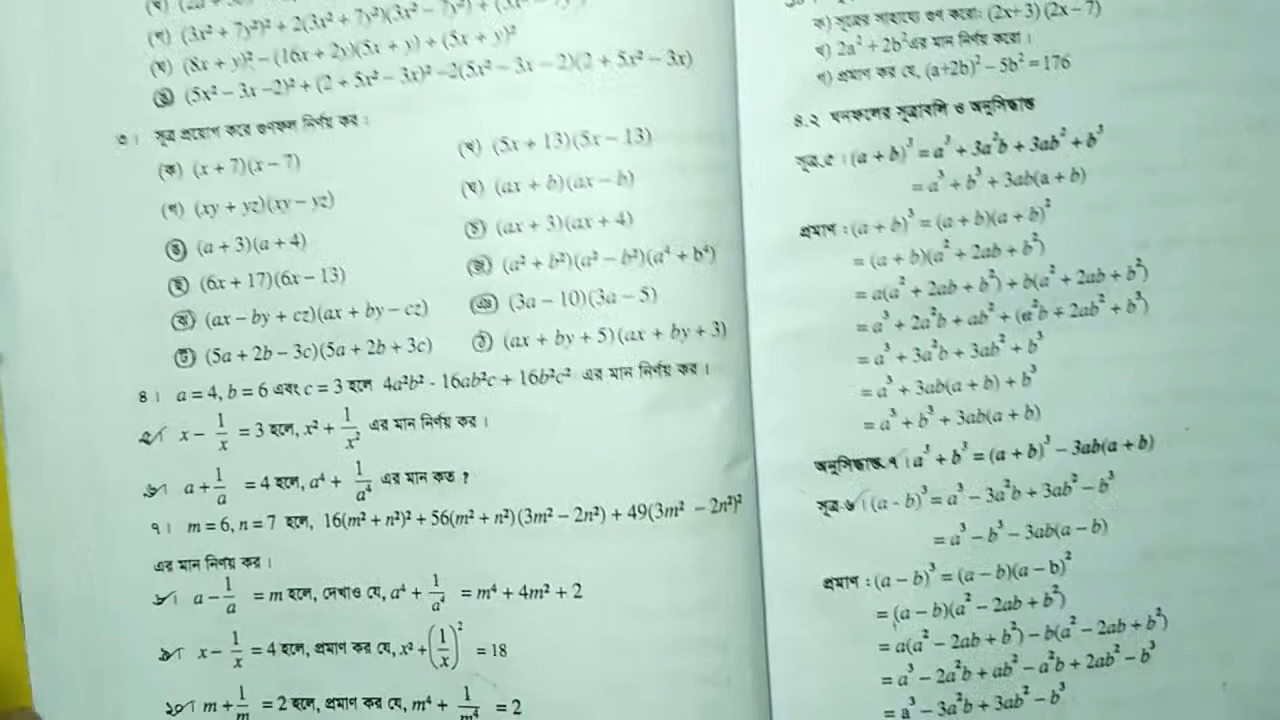 (গ) (3x² + 7y²)² + 2(3x² + 7y²)(3x² − 7y²) + (3x²
(ঘ) (8x + y)² − (16x + 2y)(5x + y) + (5x + y)²
(ঙ) (5x² − 3x − 2)² + (2 + 5x² − 3x)² − 2(5x² − 3x − 2)(2 + 5x² − 3x)
৩। সূত্র প্রয়োগ করে গুণফল নির্ণয় কর :
(ক) (x + 7)(x − 7) (খ) (5x + 13)(5x − 13)
(গ) (xy + yz)(xy − yz) (ঘ) (ax + b)(ax − b)
(ঙ) (a + 3)(a + 4) (চ) (ax + 3)(ax + 4)
(ছ) (6x + 17)(6x − 13) (জ) (a² + b²)(a² − b²)(a⁴ + b⁴)
(ঝ) (ax − by + cz)(ax + by − cz) (ঞ) (3a − 10)(3a − 5)
(ট) (5a + 2b − 3c)(5a + 2b + 3c) (ঠ) (ax + by + 5)(ax + by + 3)
৪। a = 4, b = 6 এবং c = 3 হলে 4a²b² - 16ab²c + 16b²c² এর মান নির্ণয় কর।
৫। x − 1/x = 3 হলে, x² + 1/x² এর মান নির্ণয় কর।
৬। a + 1/a = 4 হলে, a⁴ + 1/a⁴ এর মান কত ?
৭। m = 6, n = 7 হলে, 16(m² + n²)² + 56(m² + n²)(3m² − 2n²) + 49(3m² − 2n²)²
এর মান নির্ণয় কর।
৮। a − 1/a = m হলে, দেখাও যে, a⁴ + 1/a⁴ = m⁴ + 4m² + 2
৯। x − 1/x = 4 হলে, প্রমাণ কর যে, x² + (1/x)² = 18
১০। m + 1/m = 2 হলে, প্রমাণ কর যে, m⁴ + 1/m⁴ = 2
ক) সূত্রের সাহায্যে গুণ করো: (2x+3)(2x − 7)
খ) 2a² + 2b² এর মান নির্ণয় করো।
গ) প্রমাণ কর যে, (a+2b)² − 5b² = 176
৪.২ ঘনফলের সূত্রাবলি ও অনুসিদ্ধান্ত
সূত্র ৫। (a + b)³ = a³ + 3a²b + 3ab² + b³
= a³ + b³ + 3ab(a + b)
প্রমাণ : (a + b)³ = (a + b)(a + b)²
= (a + b)(a² + 2ab + b²)
= a(a² + 2ab + b²) + b(a² + 2ab + b²)
= a³ + 2a²b + ab² + (a²b + 2ab² + b³)
= a³ + 3a²b + 3ab² + b³
= a³ + 3ab(a + b) + b³
= a³ + b³ + 3ab(a + b)
অনুসিদ্ধান্ত ৭। a³ + b³ = (a + b)³ − 3ab(a + b)
সূত্র ৬। (a - b)³ = a³ − 3a²b + 3ab² − b³
= a³ − b³ − 3ab(a − b)
প্রমাণ : (a − b)³ = (a − b)(a − b)²
= (a − b)(a² − 2ab + b²)
= a(a² − 2ab + b²) − b(a² − 2ab + b²)
= a³ − 2a²b + ab² − a²b + 2ab² − b³
= a³ − 3a²b + 3ab² − b³